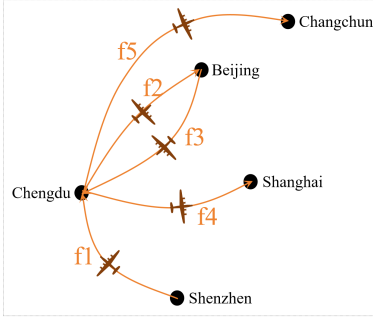 Changchun
f5
Beijing
f2
f3
Chengdu
Shanghai
f4
f1
Shenzhen